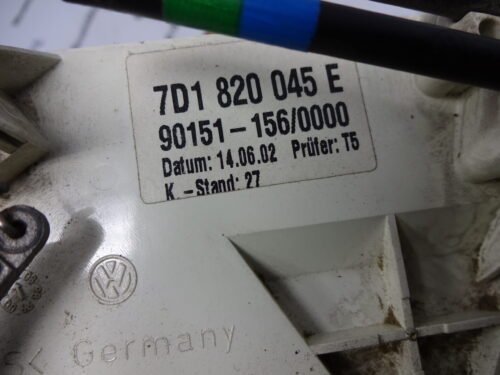 7D1 820 045 E
90151-156/0000
Datum: 14.06.02 Prüfer: T5
K.-Stand: 27
VW
Germany